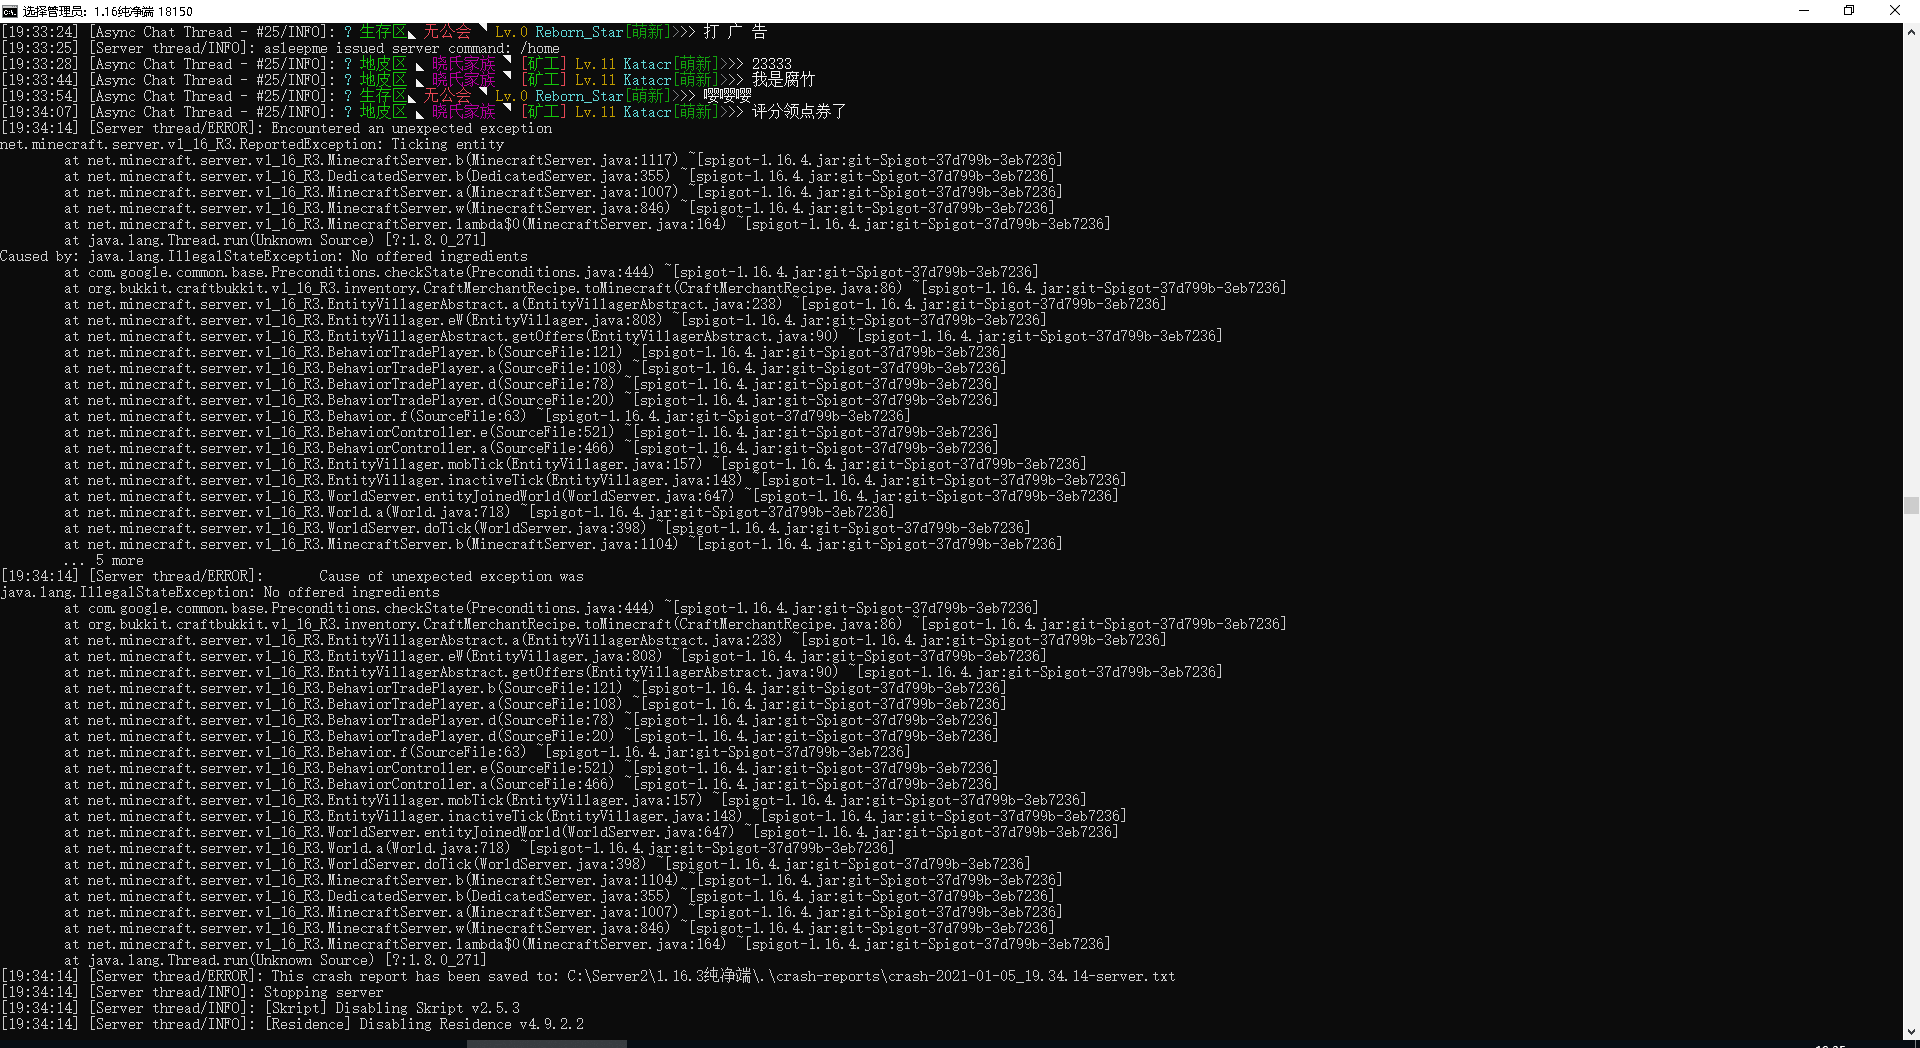 选择管理员: 1.16纯净端 18150
[19:33:24] [Async Chat Thread - #25/INFO]: ? 生存区◣ 无公会 ◥ Lv.0 Reborn_Star[萌新]>>> 打 广 告
[19:33:25] [Server thread/INFO]: asleepme issued server command: /home
[19:33:28] [Async Chat Thread - #25/INFO]: ? 地皮区 ◣ 晓氏家族 ◥ [矿工] Lv.11 Katacr[萌新]>>> 23333
[19:33:44] [Async Chat Thread - #25/INFO]: ? 地皮区 ◣ 晓氏家族 ◥ [矿工] Lv.11 Katacr[萌新]>>> 我是腐竹
[19:33:54] [Async Chat Thread - #25/INFO]: ? 生存区◣ 无公会 ◥ Lv.0 Reborn_Star[萌新]>>> 嘤嘤嘤
[19:34:07] [Async Chat Thread - #25/INFO]: ? 地皮区 ◣ 晓氏家族 ◥ [矿工] Lv.11 Katacr[萌新]>>> 评分领点券了
[19:34:14] [Server thread/ERROR]: Encountered an unexpected exception
net.minecraft.server.v1_16_R3.ReportedException: Ticking entity
at net.minecraft.server.v1_16_R3.MinecraftServer.b(MinecraftServer.java:1117) ~[spigot-1.16.4.jar:git-Spigot-37d799b-3eb7236]
at net.minecraft.server.v1_16_R3.DedicatedServer.b(DedicatedServer.java:355) ~[spigot-1.16.4.jar:git-Spigot-37d799b-3eb7236]
at net.minecraft.server.v1_16_R3.MinecraftServer.a(MinecraftServer.java:1007) ~[spigot-1.16.4.jar:git-Spigot-37d799b-3eb7236]
at net.minecraft.server.v1_16_R3.MinecraftServer.w(MinecraftServer.java:846) ~[spigot-1.16.4.jar:git-Spigot-37d799b-3eb7236]
at net.minecraft.server.v1_16_R3.MinecraftServer.lambda$0(MinecraftServer.java:164) ~[spigot-1.16.4.jar:git-Spigot-37d799b-3eb7236]
at java.lang.Thread.run(Unknown Source) [?:1.8.0_271]
Caused by: java.lang.IllegalStateException: No offered ingredients
at com.google.common.base.Preconditions.checkState(Preconditions.java:444) ~[spigot-1.16.4.jar:git-Spigot-37d799b-3eb7236]
at org.bukkit.craftbukkit.v1_16_R3.inventory.CraftMerchantRecipe.toMinecraft(CraftMerchantRecipe.java:86) ~[spigot-1.16.4.jar:git-Spigot-37d799b-3eb7236]
at net.minecraft.server.v1_16_R3.EntityVillagerAbstract.a(EntityVillagerAbstract.java:238) ~[spigot-1.16.4.jar:git-Spigot-37d799b-3eb7236]
at net.minecraft.server.v1_16_R3.EntityVillager.eW(EntityVillager.java:808) ~[spigot-1.16.4.jar:git-Spigot-37d799b-3eb7236]
at net.minecraft.server.v1_16_R3.EntityVillagerAbstract.getOffers(EntityVillagerAbstract.java:90) ~[spigot-1.16.4.jar:git-Spigot-37d799b-3eb7236]
at net.minecraft.server.v1_16_R3.BehaviorTradePlayer.b(SourceFile:121) ~[spigot-1.16.4.jar:git-Spigot-37d799b-3eb7236]
at net.minecraft.server.v1_16_R3.BehaviorTradePlayer.a(SourceFile:108) ~[spigot-1.16.4.jar:git-Spigot-37d799b-3eb7236]
at net.minecraft.server.v1_16_R3.BehaviorTradePlayer.d(SourceFile:78) ~[spigot-1.16.4.jar:git-Spigot-37d799b-3eb7236]
at net.minecraft.server.v1_16_R3.BehaviorTradePlayer.d(SourceFile:20) ~[spigot-1.16.4.jar:git-Spigot-37d799b-3eb7236]
at net.minecraft.server.v1_16_R3.Behavior.f(SourceFile:63) ~[spigot-1.16.4.jar:git-Spigot-37d799b-3eb7236]
at net.minecraft.server.v1_16_R3.BehaviorController.e(SourceFile:521) ~[spigot-1.16.4.jar:git-Spigot-37d799b-3eb7236]
at net.minecraft.server.v1_16_R3.BehaviorController.a(SourceFile:466) ~[spigot-1.16.4.jar:git-Spigot-37d799b-3eb7236]
at net.minecraft.server.v1_16_R3.EntityVillager.mobTick(EntityVillager.java:157) ~[spigot-1.16.4.jar:git-Spigot-37d799b-3eb7236]
at net.minecraft.server.v1_16_R3.EntityVillager.inactiveTick(EntityVillager.java:148) ~[spigot-1.16.4.jar:git-Spigot-37d799b-3eb7236]
at net.minecraft.server.v1_16_R3.WorldServer.entityJoinedWorld(WorldServer.java:647) ~[spigot-1.16.4.jar:git-Spigot-37d799b-3eb7236]
at net.minecraft.server.v1_16_R3.World.a(World.java:718) ~[spigot-1.16.4.jar:git-Spigot-37d799b-3eb7236]
at net.minecraft.server.v1_16_R3.WorldServer.doTick(WorldServer.java:398) ~[spigot-1.16.4.jar:git-Spigot-37d799b-3eb7236]
at net.minecraft.server.v1_16_R3.MinecraftServer.b(MinecraftServer.java:1104) ~[spigot-1.16.4.jar:git-Spigot-37d799b-3eb7236]
... 5 more
[19:34:14] [Server thread/ERROR]: Cause of unexpected exception was
java.lang.IllegalStateException: No offered ingredients
at com.google.common.base.Preconditions.checkState(Preconditions.java:444) ~[spigot-1.16.4.jar:git-Spigot-37d799b-3eb7236]
at org.bukkit.craftbukkit.v1_16_R3.inventory.CraftMerchantRecipe.toMinecraft(CraftMerchantRecipe.java:86) ~[spigot-1.16.4.jar:git-Spigot-37d799b-3eb7236]
at net.minecraft.server.v1_16_R3.EntityVillagerAbstract.a(EntityVillagerAbstract.java:238) ~[spigot-1.16.4.jar:git-Spigot-37d799b-3eb7236]
at net.minecraft.server.v1_16_R3.EntityVillager.eW(EntityVillager.java:808) ~[spigot-1.16.4.jar:git-Spigot-37d799b-3eb7236]
at net.minecraft.server.v1_16_R3.EntityVillagerAbstract.getOffers(EntityVillagerAbstract.java:90) ~[spigot-1.16.4.jar:git-Spigot-37d799b-3eb7236]
at net.minecraft.server.v1_16_R3.BehaviorTradePlayer.b(SourceFile:121) ~[spigot-1.16.4.jar:git-Spigot-37d799b-3eb7236]
at net.minecraft.server.v1_16_R3.BehaviorTradePlayer.a(SourceFile:108) ~[spigot-1.16.4.jar:git-Spigot-37d799b-3eb7236]
at net.minecraft.server.v1_16_R3.BehaviorTradePlayer.d(SourceFile:78) ~[spigot-1.16.4.jar:git-Spigot-37d799b-3eb7236]
at net.minecraft.server.v1_16_R3.BehaviorTradePlayer.d(SourceFile:20) ~[spigot-1.16.4.jar:git-Spigot-37d799b-3eb7236]
at net.minecraft.server.v1_16_R3.Behavior.f(SourceFile:63) ~[spigot-1.16.4.jar:git-Spigot-37d799b-3eb7236]
at net.minecraft.server.v1_16_R3.BehaviorController.e(SourceFile:521) ~[spigot-1.16.4.jar:git-Spigot-37d799b-3eb7236]
at net.minecraft.server.v1_16_R3.BehaviorController.a(SourceFile:466) ~[spigot-1.16.4.jar:git-Spigot-37d799b-3eb7236]
at net.minecraft.server.v1_16_R3.EntityVillager.mobTick(EntityVillager.java:157) ~[spigot-1.16.4.jar:git-Spigot-37d799b-3eb7236]
at net.minecraft.server.v1_16_R3.EntityVillager.inactiveTick(EntityVillager.java:148) ~[spigot-1.16.4.jar:git-Spigot-37d799b-3eb7236]
at net.minecraft.server.v1_16_R3.WorldServer.entityJoinedWorld(WorldServer.java:647) ~[spigot-1.16.4.jar:git-Spigot-37d799b-3eb7236]
at net.minecraft.server.v1_16_R3.World.a(World.java:718) ~[spigot-1.16.4.jar:git-Spigot-37d799b-3eb7236]
at net.minecraft.server.v1_16_R3.WorldServer.doTick(WorldServer.java:398) ~[spigot-1.16.4.jar:git-Spigot-37d799b-3eb7236]
at net.minecraft.server.v1_16_R3.MinecraftServer.b(MinecraftServer.java:1104) ~[spigot-1.16.4.jar:git-Spigot-37d799b-3eb7236]
at net.minecraft.server.v1_16_R3.DedicatedServer.b(DedicatedServer.java:355) ~[spigot-1.16.4.jar:git-Spigot-37d799b-3eb7236]
at net.minecraft.server.v1_16_R3.MinecraftServer.a(MinecraftServer.java:1007) ~[spigot-1.16.4.jar:git-Spigot-37d799b-3eb7236]
at net.minecraft.server.v1_16_R3.MinecraftServer.w(MinecraftServer.java:846) ~[spigot-1.16.4.jar:git-Spigot-37d799b-3eb7236]
at net.minecraft.server.v1_16_R3.MinecraftServer.lambda$0(MinecraftServer.java:164) ~[spigot-1.16.4.jar:git-Spigot-37d799b-3eb7236]
at java.lang.Thread.run(Unknown Source) [?:1.8.0_271]
[19:34:14] [Server thread/ERROR]: This crash report has been saved to: C:\Server2\1.16.3纯净端\.\crash-reports\crash-2021-01-05_19.34.14-server.txt
[19:34:14] [Server thread/INFO]: Stopping server
[19:34:14] [Server thread/INFO]: [Skript] Disabling Skript v2.5.3
[19:34:14] [Server thread/INFO]: [Residence] Disabling Residence v4.9.2.2